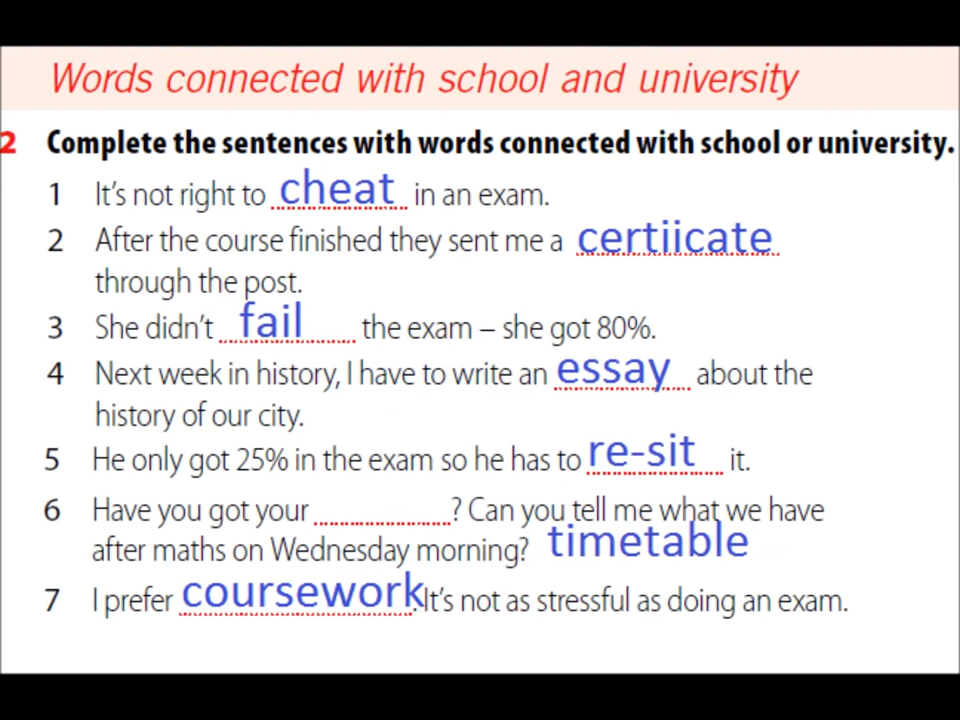 Words connected with school and university
2 Complete the sentences with words connected with school or university.
1 It's not right to cheat in an exam.
2 After the course finished they sent me a certiicate
through the post.
3 She didn't fail the exam – she got 80%.
4 Next week in history, I have to write an essay about the
history of our city.
5 He only got 25% in the exam so he has to re-sit it.
6 Have you got your ....................? Can you tell me what we have
after maths on Wednesday morning? timetable
7 I prefer coursework. It's not as stressful as doing an exam.